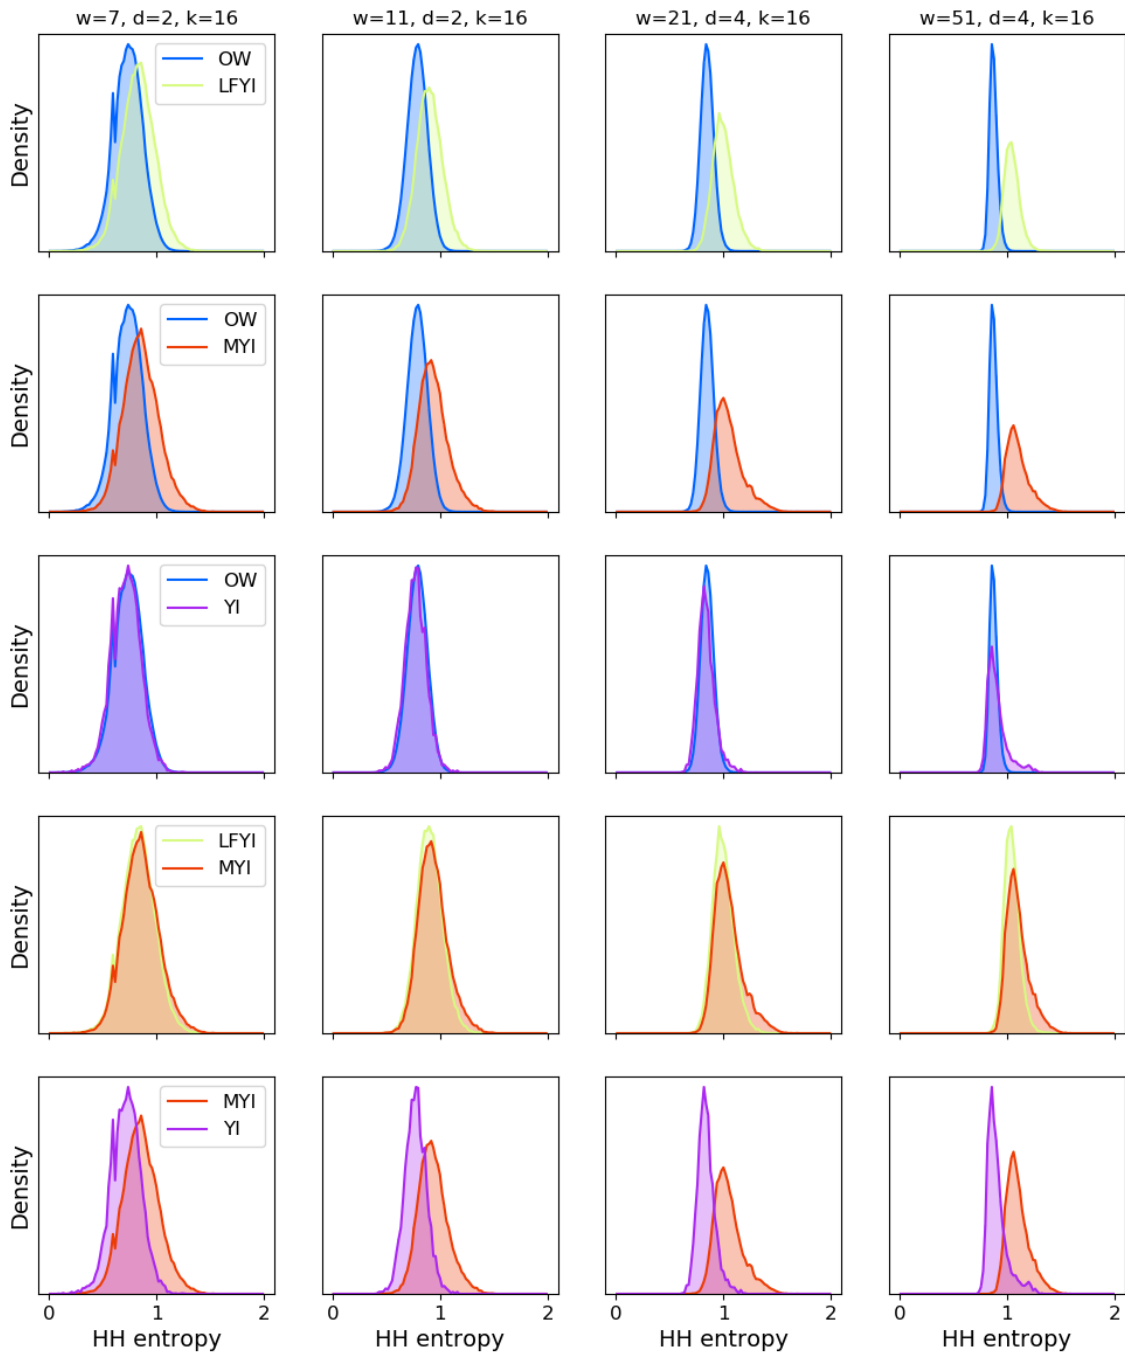 w=7, d=2, k=16
w=11, d=2, k=16
w=21, d=4, k=16
w=51, d=4, k=16
Density
OW
LFYI
Density
OW
MYI
Density
OW
YI
Density
LFYI
MYI
Density
MYI
YI
0 1 2
0 1 2
0 1 2
0 1 2
HH entropy
HH entropy
HH entropy
HH entropy